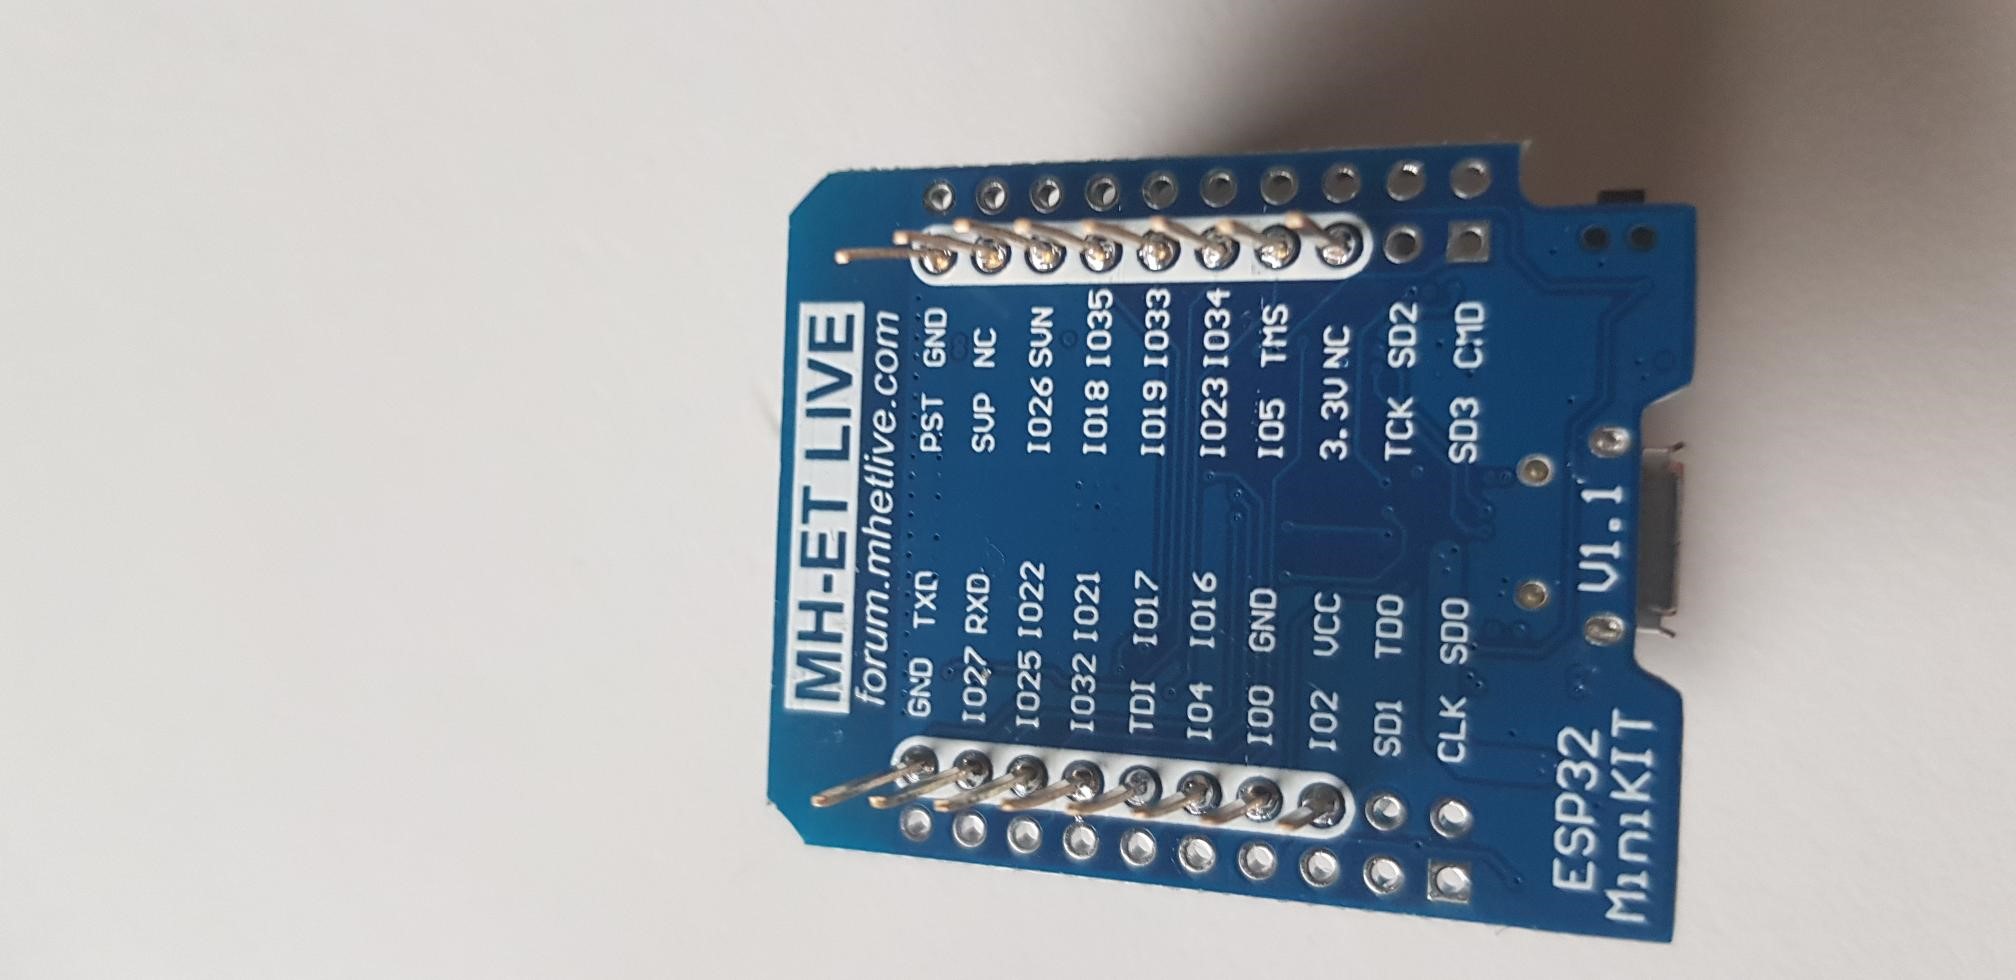 MH-ET LIVE
forum.mhetlive.com
GND TXD PST GND
IO27 RXD SVP NC
IO25 IO22 IO26 SVN
IO32 IO21 IO18 IO35
TDI IO17 IO19 IO33
IO4 IO16 IO23 IO34
IO0 GND IO5 TMS
IO2 VCC 3.3V NC
SD1 TDO TCK SD2
CLK SD0 SD3 CMD
ESP32 V1.1
MiniKIT